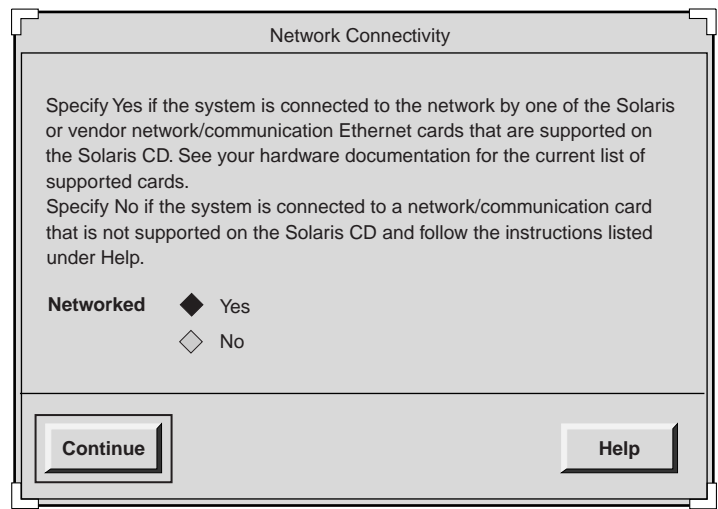 Network Connectivity
Specify Yes if the system is connected to the network by one of the Solaris
or vendor network/communication Ethernet cards that are supported on
the Solaris CD. See your hardware documentation for the current list of
supported cards.
Specify No if the system is connected to a network/communication card
that is not supported on the Solaris CD and follow the instructions listed
under Help.
Networked Yes
No
Continue Help